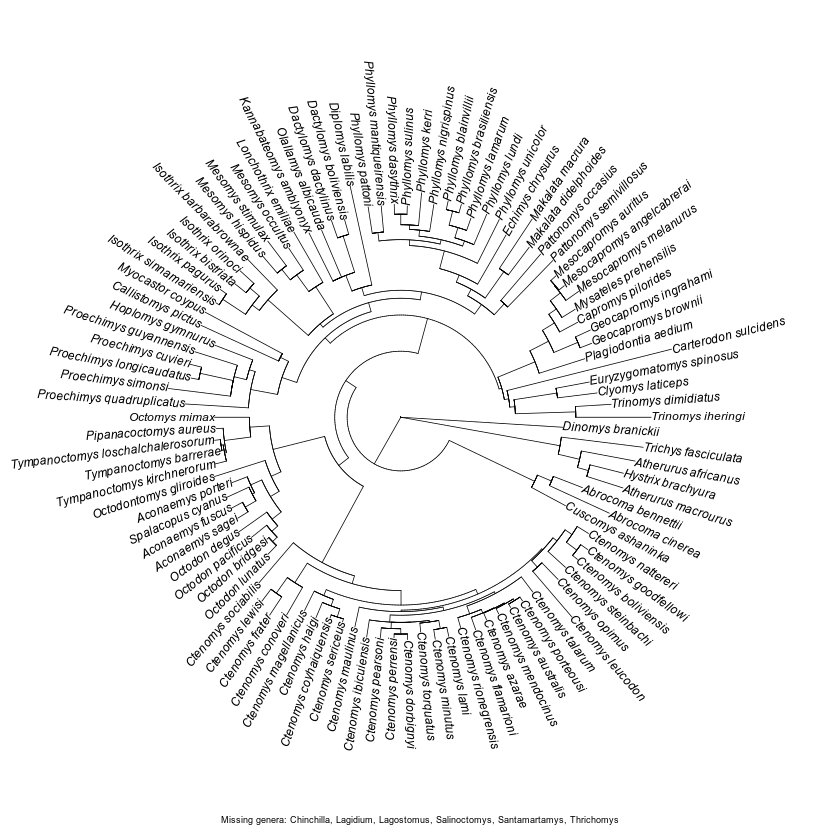 Phyllomys mantiqueirensis
Phyllomys dasythrix
Phyllomys sulinus
Phyllomys kerri
Phyllomys nigrispinus
Phyllomys blainvillii
Phyllomys brasiliensis
Phyllomys lamarum
Phyllomys lundi
Phyllomys unicolor
Echimys chrysurus
Makalata macrura
Makalata didelphoides
Pattonomys occasius
Pattonomys semivillosus
Mesocapromys auritus
Mesocapromys angelcabrerai
Mesocapromys melanurus
Mysateles prehensilis
Capromys pilorides
Geocapromys ingrahami
Geocapromys brownii
Plagiodontia aedium
Carterodon sulcidens
Euryzygomatomys spinosus
Clyomys laticeps
Trinomys dimidiatus
Trinomys iheringi
Dinomys branickii
Trichys fasciculata
Atherurus africanus
Hystrix brachyura
Atherurus macrourus
Abrocoma bennettii
Abrocoma cinerea
Cuscomys ashaninka
Ctenomys nattereri
Ctenomys goodfellowi
Ctenomys boliviensis
Ctenomys steinbachi
Ctenomys opimus
Ctenomys leucodon
Ctenomys talarum
Ctenomys porteousi
Ctenomys australis
Ctenomys mendocinus
Ctenomys azarae
Ctenomys flamarioni
Ctenomys rionegrensis
Ctenomys lami
Ctenomys minutus
Ctenomys torquatus
Ctenomys dorbignyi
Ctenomys perrensi
Ctenomys pearsoni
Ctenomys ibicuiensis
Ctenomys maulinus
Ctenomys sericeus
Ctenomys coyhaiquensis
Ctenomys haigi
Ctenomys magellanicus
Ctenomys conoveri
Ctenomys frater
Ctenomys lewisi
Ctenomys sociabilis
Octodon lunatus
Octodon bridgesi
Octodon pacificus
Octodon degus
Aconaemys sagei
Aconaemys fuscus
Spalacopus cyanus
Aconaemys porteri
Octodontomys gliroides
Tympanoctomys kirchnerorum
Tympanoctomys barrerae
Tympanoctomys loschalchalerosorum
Pipanacoctomys aureus
Octomys mimax
Proechimys quadruplicatus
Proechimys simonsi
Proechimys longicaudatus
Proechimys cuvieri
Proechimys guyannensis
Hoplomys gymnurus
Callistomys pictus
Myocastor coypus
Isothrix sinnamariensis
Isothrix pagurus
Isothrix bistriata
Isothrix orinoci
Isothrix barbarabrownae
Mesomys hispidus
Mesomys stimulax
Mesomys occultus
Lonchothrix emiliae
Kannabateomys amblyonyx
Olallamys albicauda
Dactylomys dactylinus
Dactylomys boliviensis
Diplomys labilis
Phyllomys pattoni
Missing genera: Chinchilla, Lagidium, Lagostomus, Salinoctomys, Santamartamys, Thrichomys